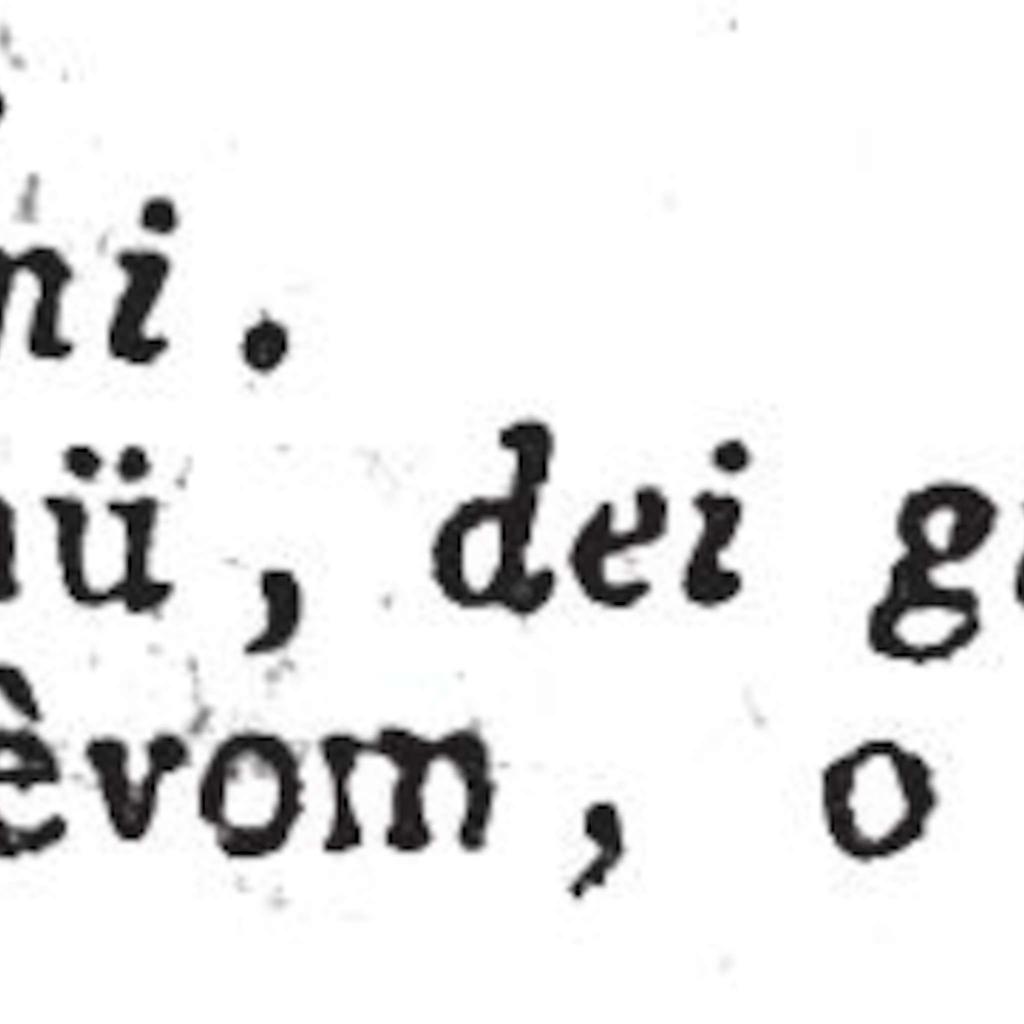 ni.
ü, dei g
èvom, o